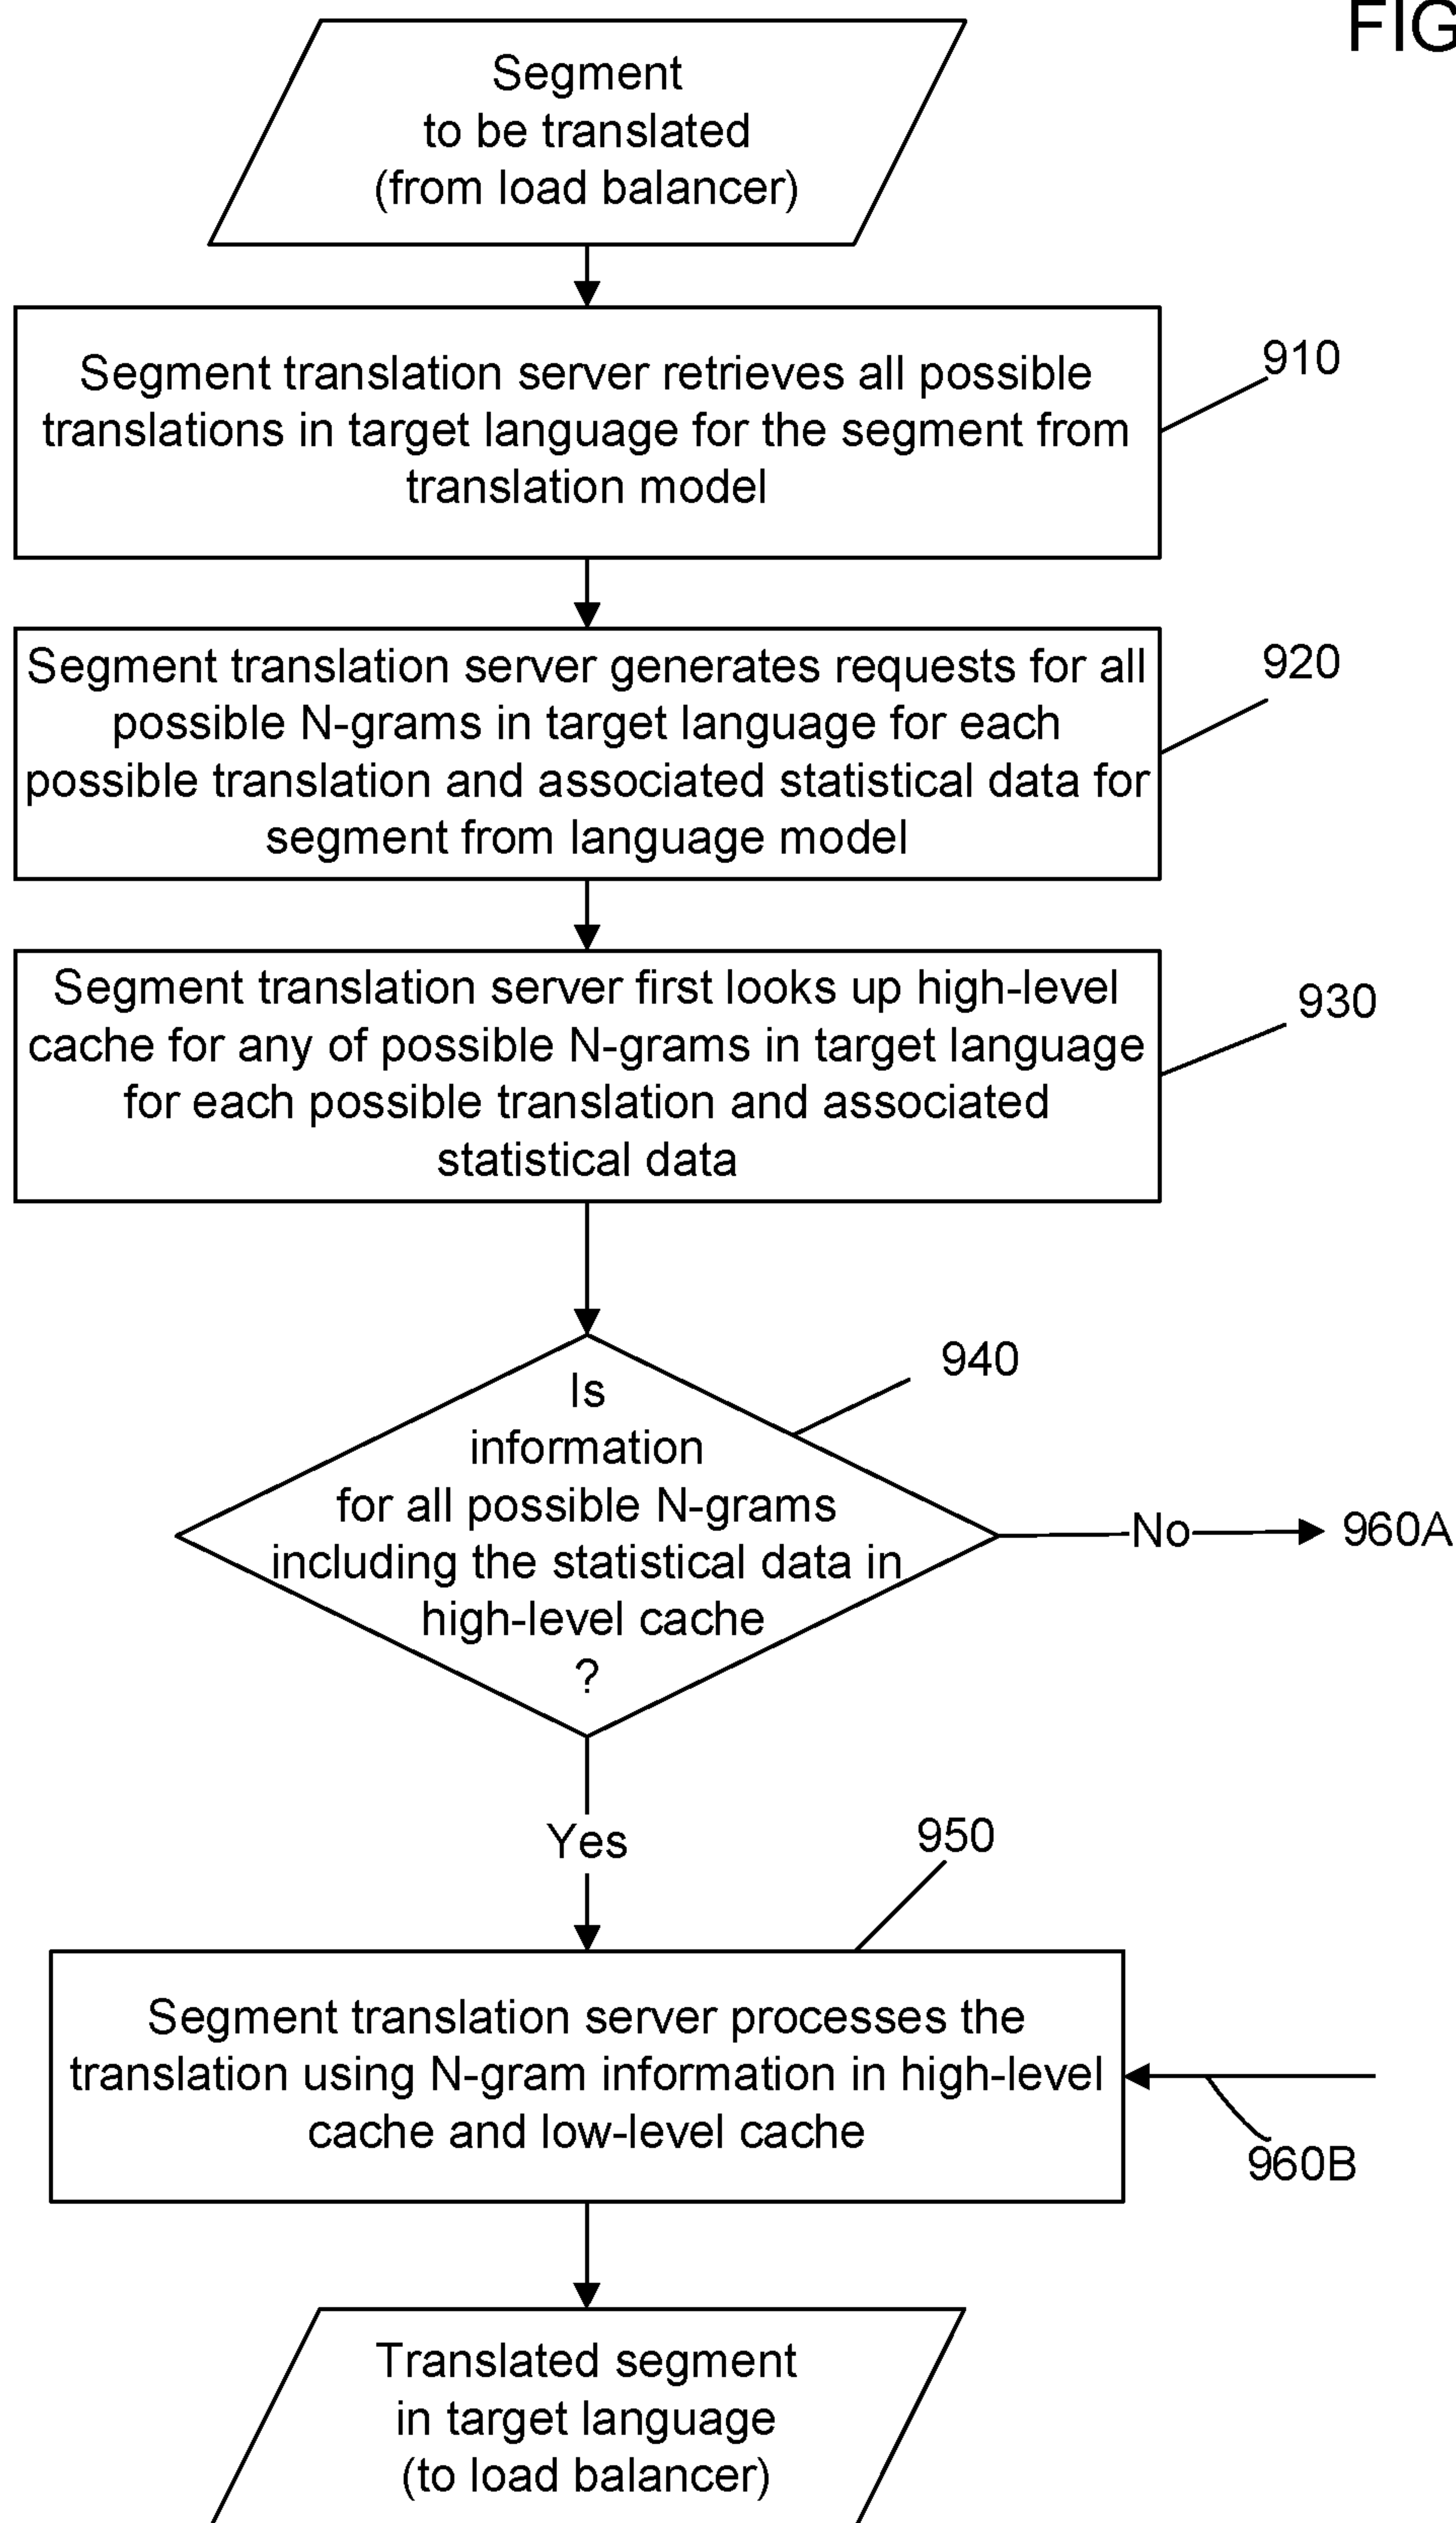 FIG
Segment
to be translated
(from load balancer)
Segment translation server retrieves all possible
translations in target language for the segment from
translation model
910
Segment translation server generates requests for all
possible N-grams in target language for each
possible translation and associated statistical data for
segment from language model
920
Segment translation server first looks up high-level
cache for any of possible N-grams in target language
for each possible translation and associated
statistical data
930
940
Is
information
for all possible N-grams
including the statistical data in
high-level cache
?
No
960A
Yes
950
Segment translation server processes the
translation using N-gram information in high-level
cache and low-level cache
960B
Translated segment
in target language
(to load balancer)